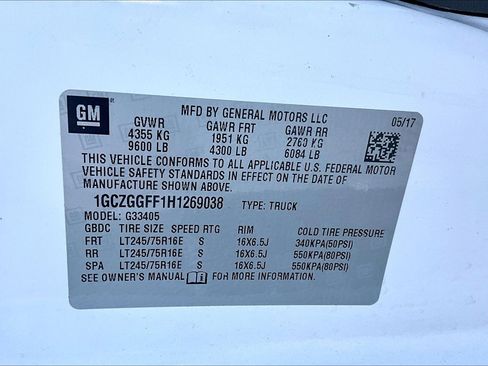 GM
MFD BY GENERAL MOTORS LLC
05/17
GVWR GAWR FRT GAWR RR
4355 KG 1951 KG 2760 KG
9600 LB 4300 LB 6084 LB
THIS VEHICLE CONFORMS TO ALL APPLICABLE U.S. FEDERAL MOTOR
VEHICLE SAFETY STANDARDS IN EFFECT ON THE DATE OF
MANUFACTURE SHOWN ABOVE.
1GCZGGFF1H1269038 TYPE: TRUCK
MODEL: G33405
GBDC TIRE SIZE SPEED RTG RIM COLD TIRE PRESSURE
FRT LT245/75R16E S 16X6.5J 340KPA(50PSI)
RR LT245/75R16E S 16X6.5J 550KPA(80PSI)
SPA LT245/75R16E S 16X6.5J 550KPA(80PSI)
SEE OWNER'S MANUAL FOR MORE INFORMATION.